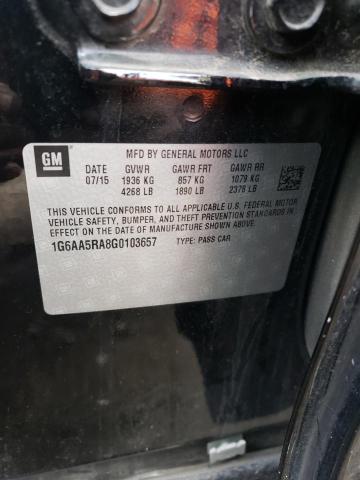 GM
MFD BY GENERAL MOTORS LLC
DATE GVWR GAWR FRT GAWR RR
07/15 1936 KG 857 KG 1079 KG
4268 LB 1890 LB 2378 LB
THIS VEHICLE CONFORMS TO ALL APPLICABLE U.S. FEDERAL MOTOR
VEHICLE SAFETY, BUMPER, AND THEFT PREVENTION STANDARDS IN
EFFECT ON THE DATE OF MANUFACTURE SHOWN ABOVE.
1G6AA5RA8G0103657 TYPE: PASS CAR